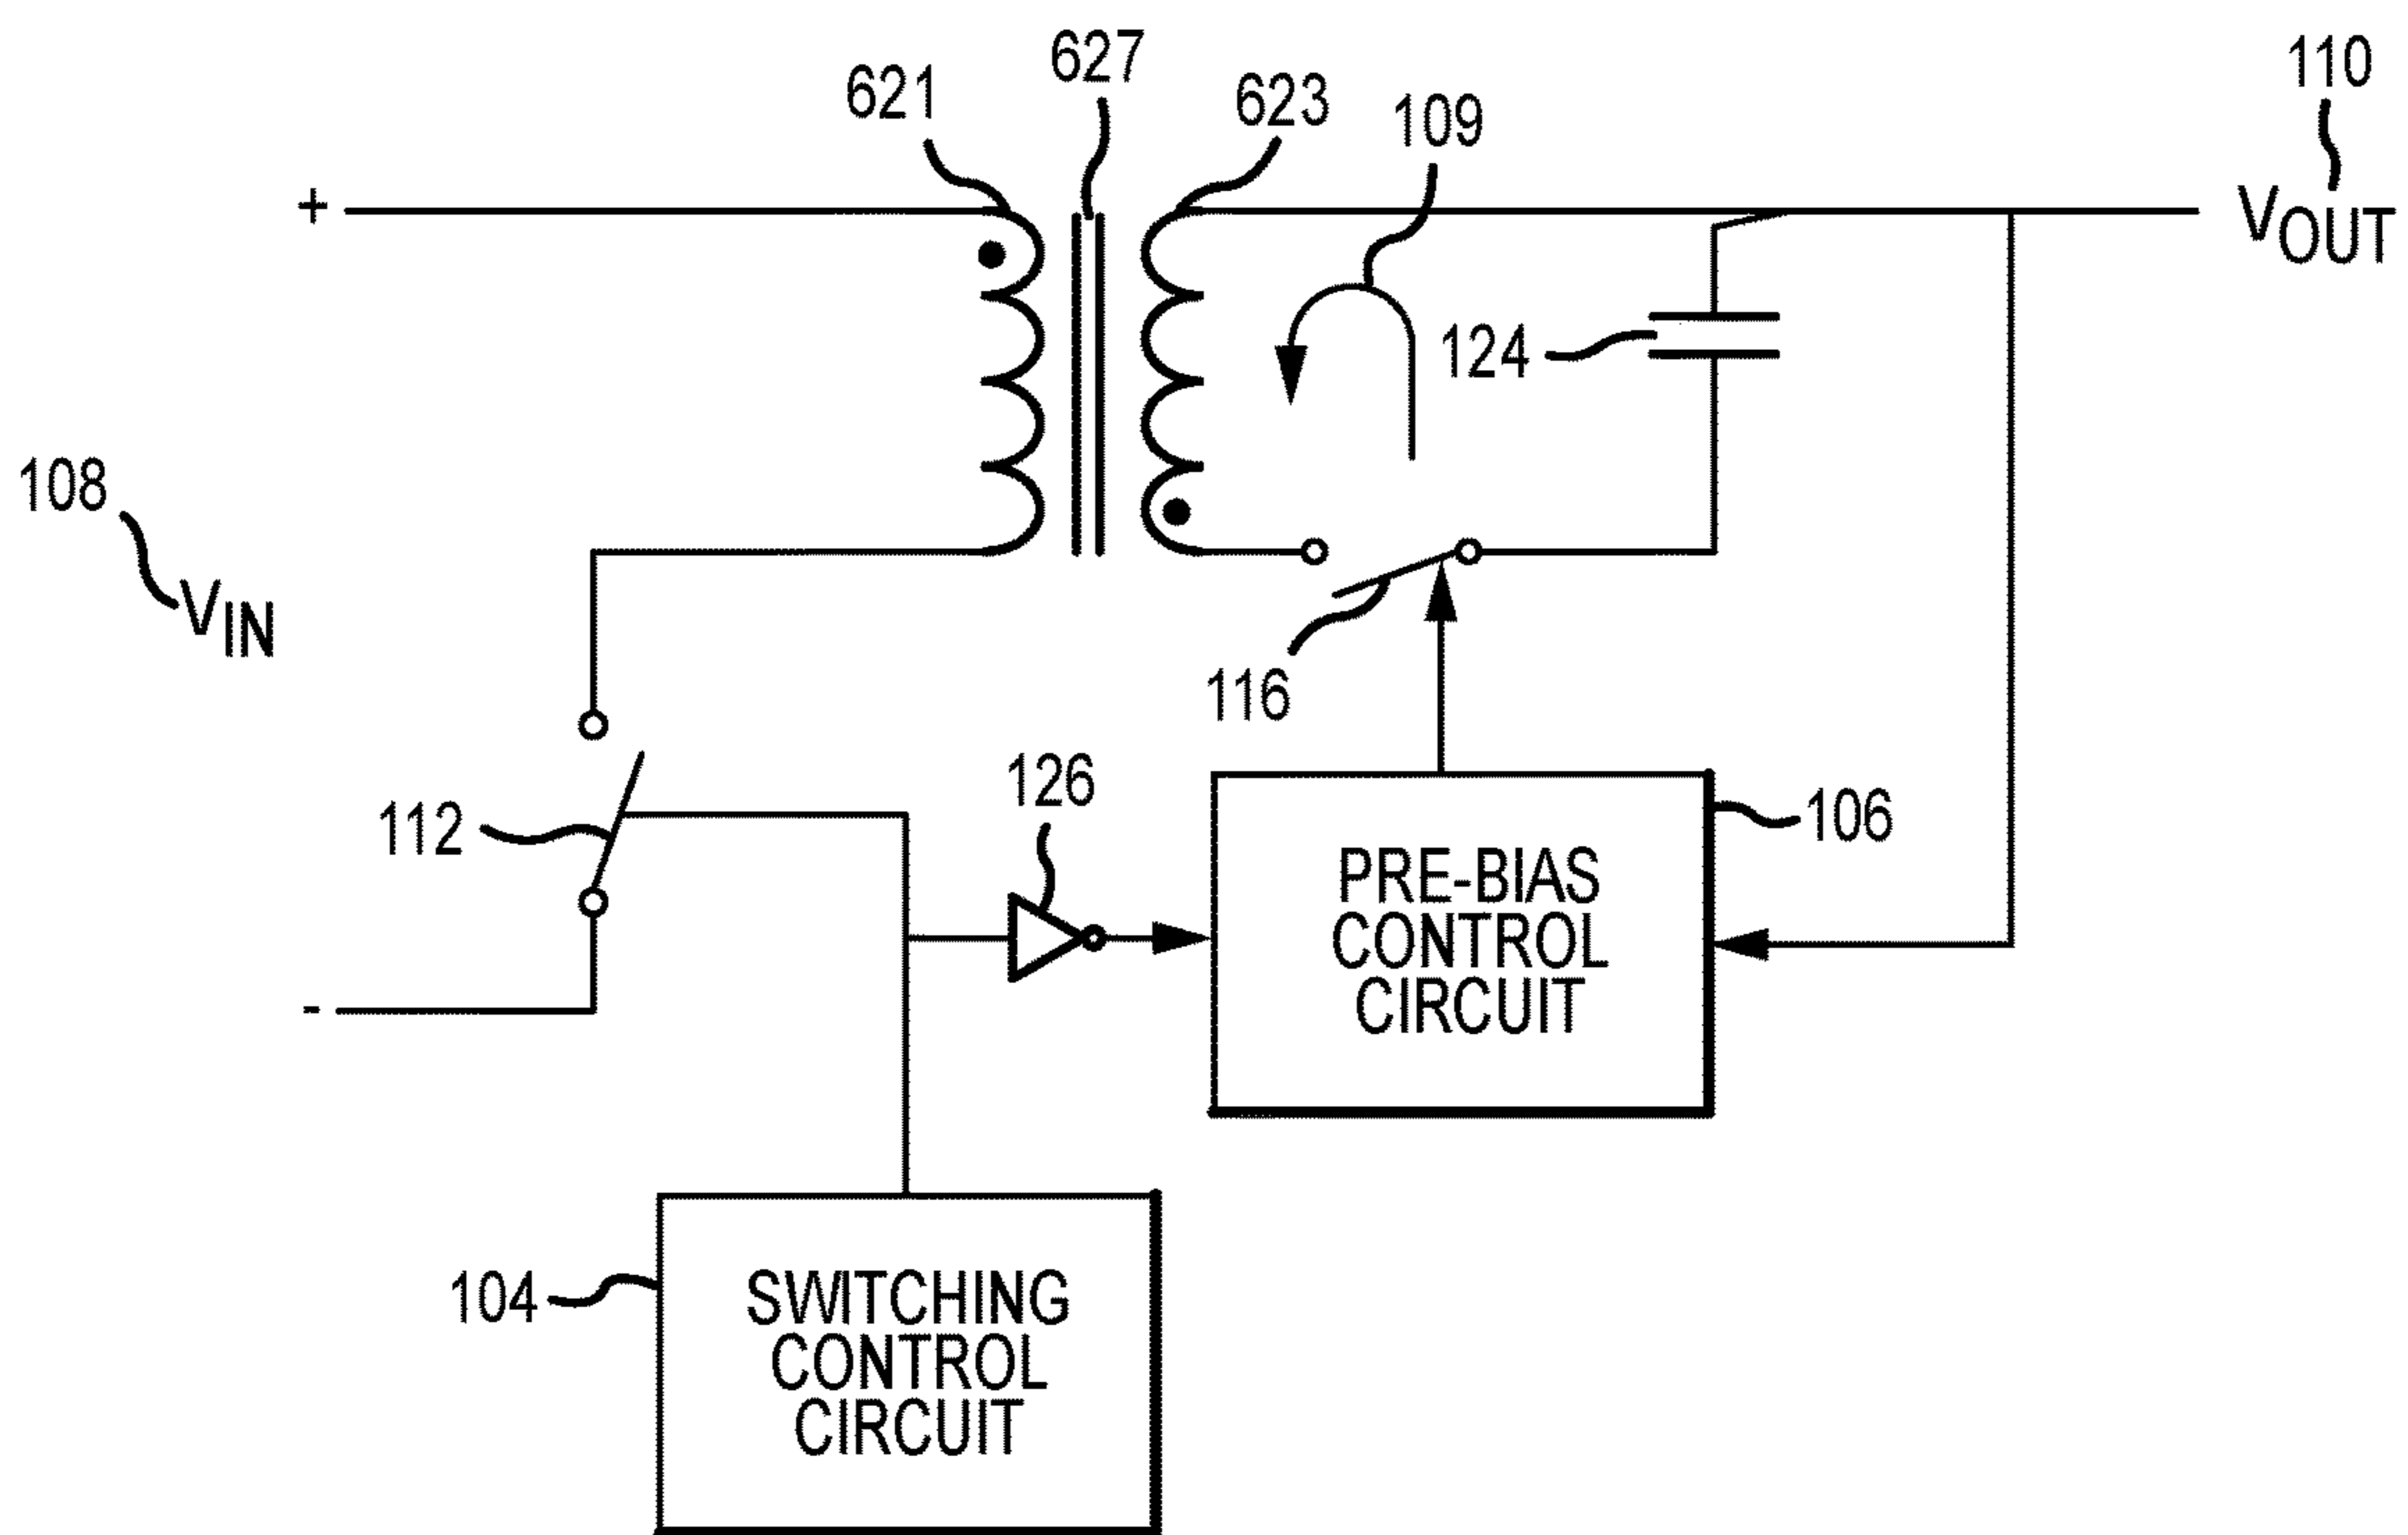 627
110
621
623
109
+
VOUT
124
108
VIN
116
126
112
106
PRE-BIAS
CONTROL
CIRCUIT
-
104
SWITCHING
CONTROL
CIRCUIT